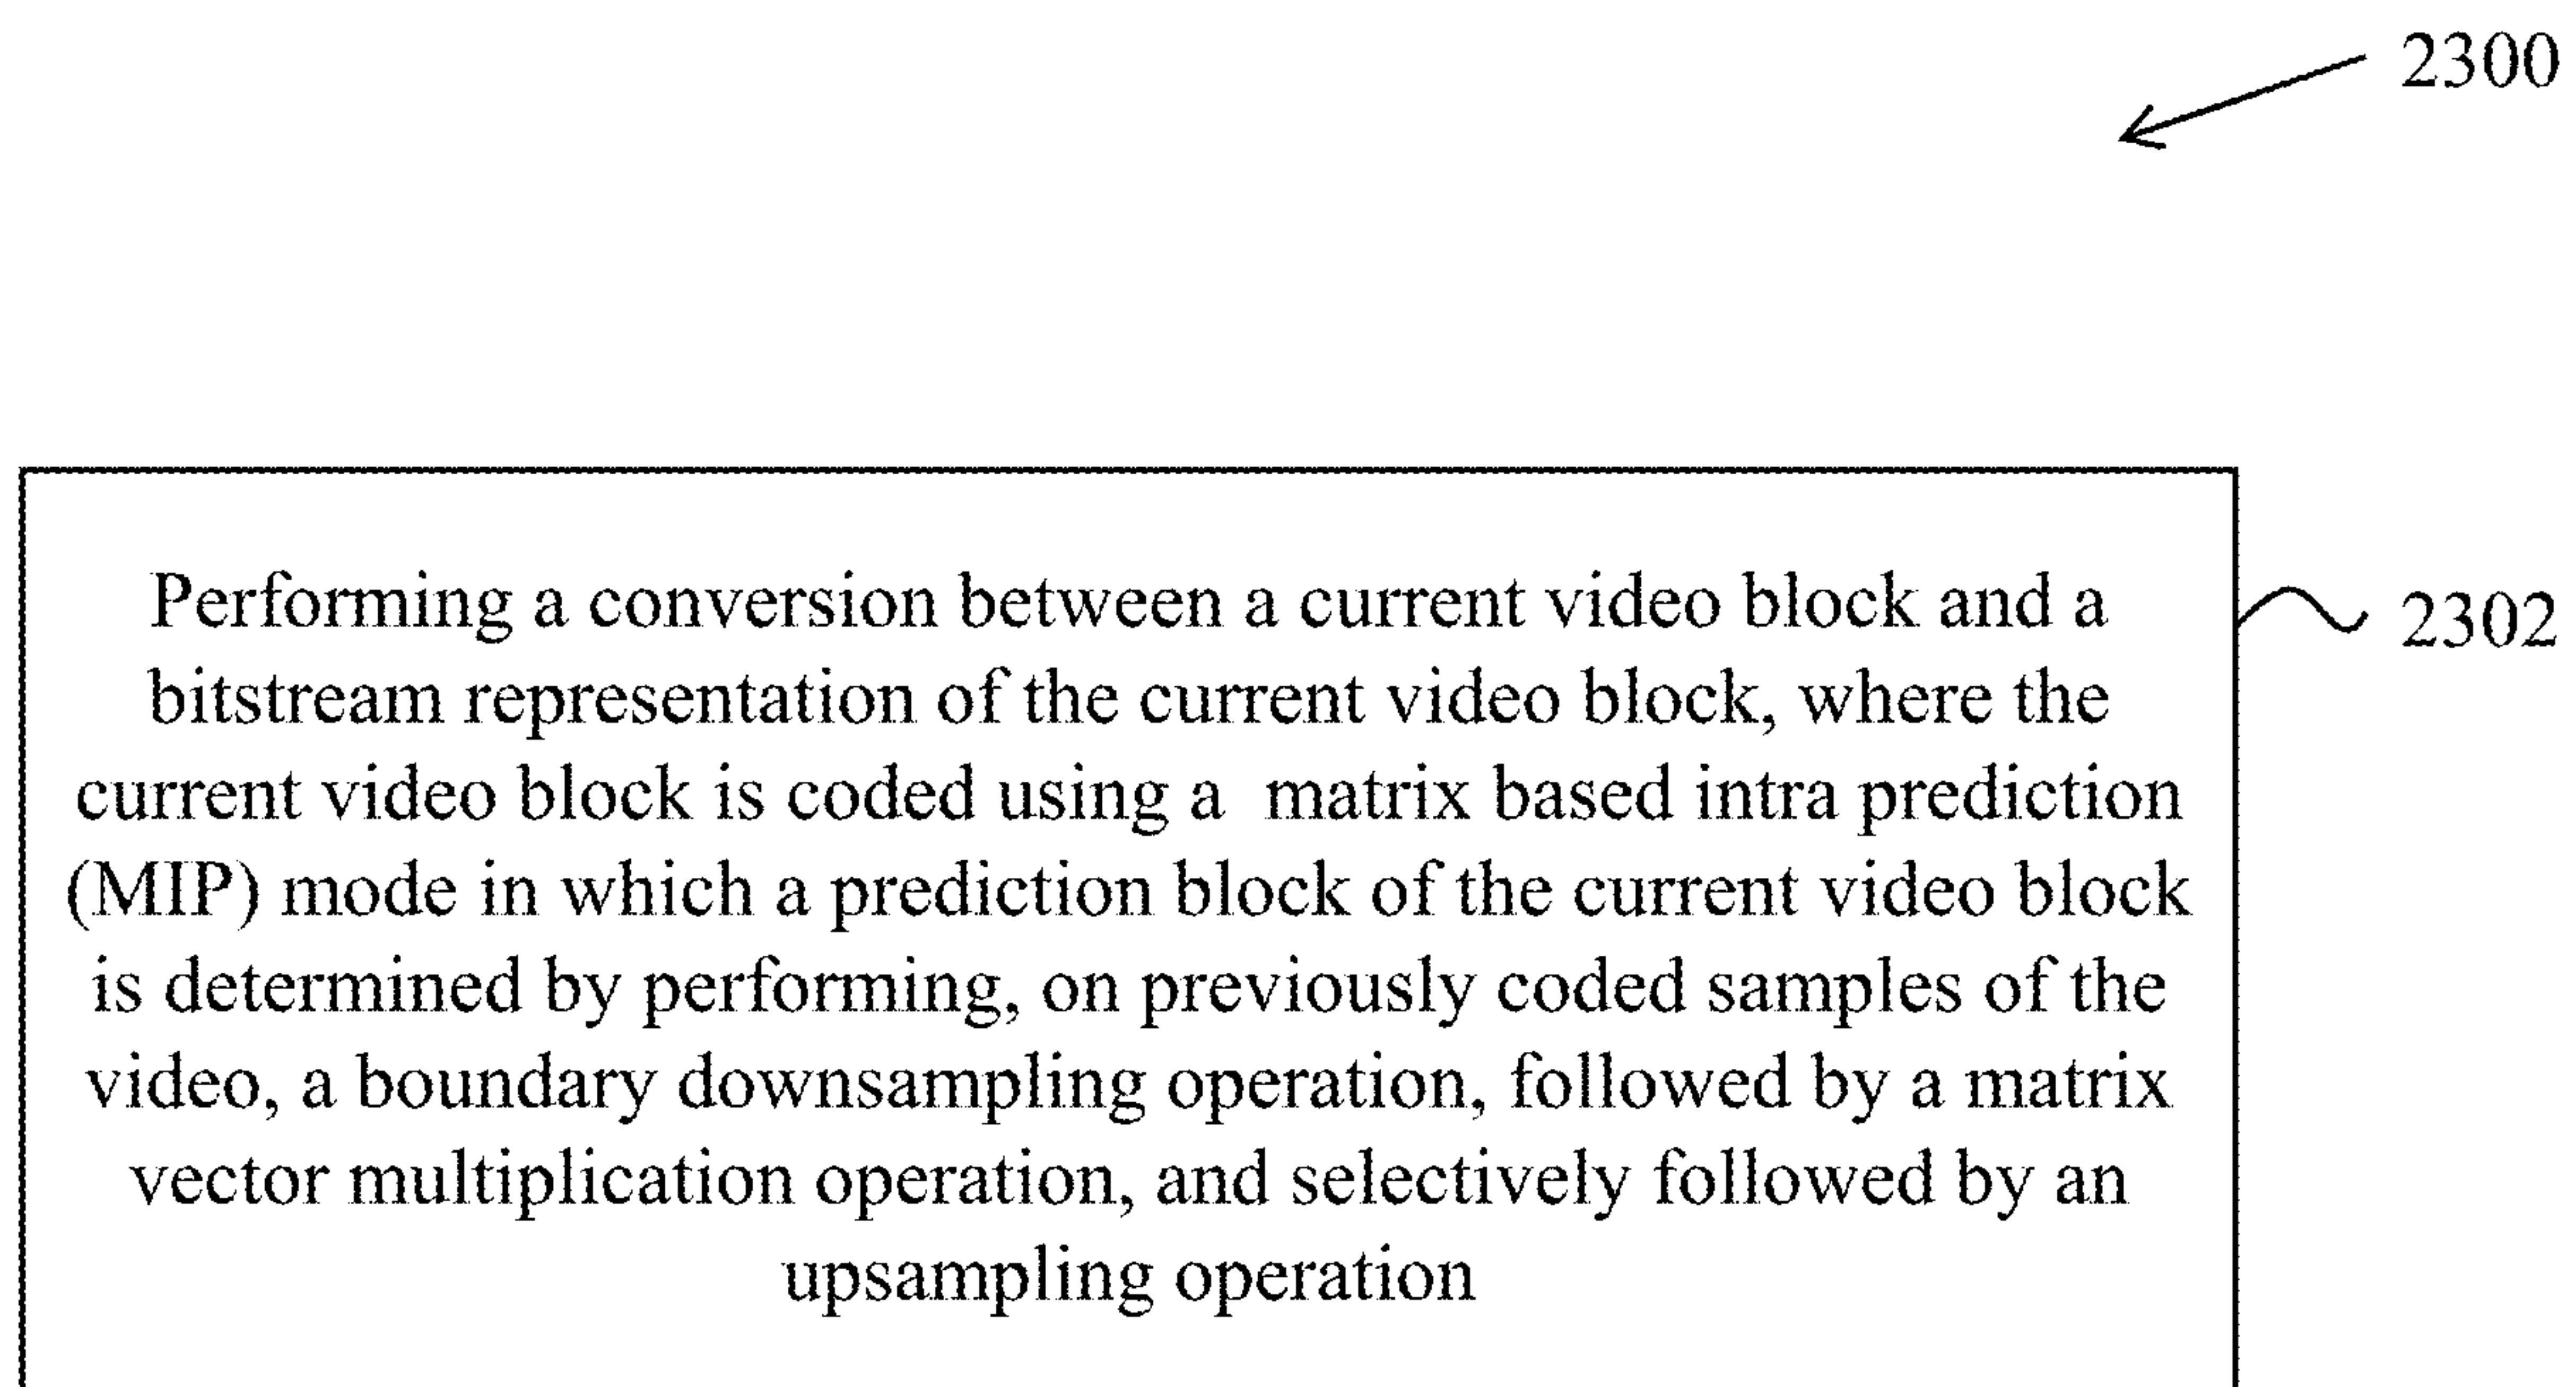 2300
Performing a conversion between a current video block and a
2302
bitstream representation of the current video block, where the
current video block is coded using a matrix based intra prediction
(MIP) mode in which a prediction block of the current video block
is determined by performing, on previously coded samples of the
video, a boundary downsampling operation, followed by a matrix
vector multiplication operation, and selectively followed by an
upsampling operation